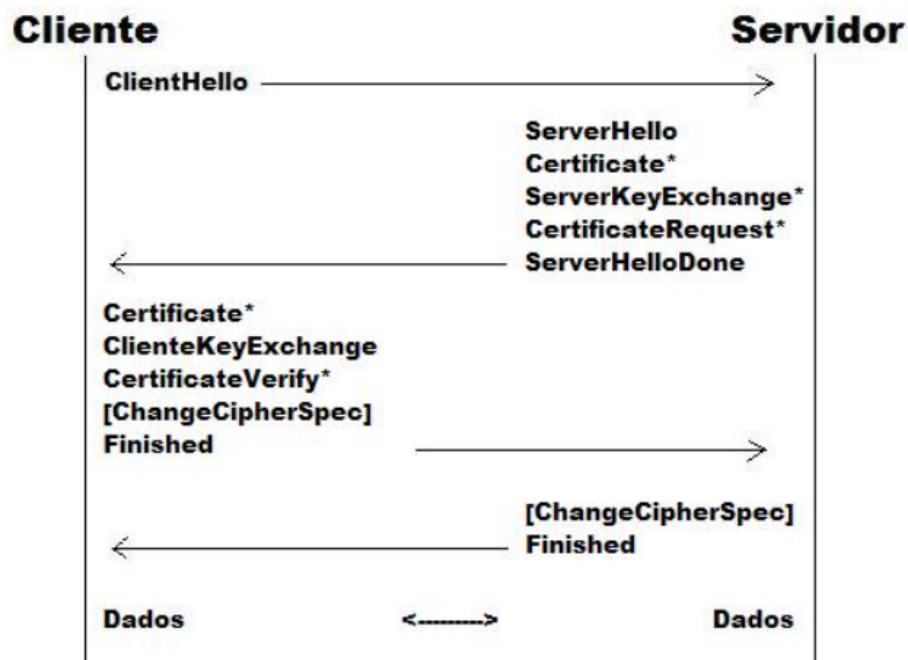 Cliente Servidor
ClientHello
ServerHello
Certificate*
ServerKeyExchange*
CertificateRequest*
ServerHelloDone
Certificate*
ClienteKeyExchange
CertificateVerify*
[ChangeCipherSpec]
Finished
[ChangeCipherSpec]
Finished
Dados <---------> Dados